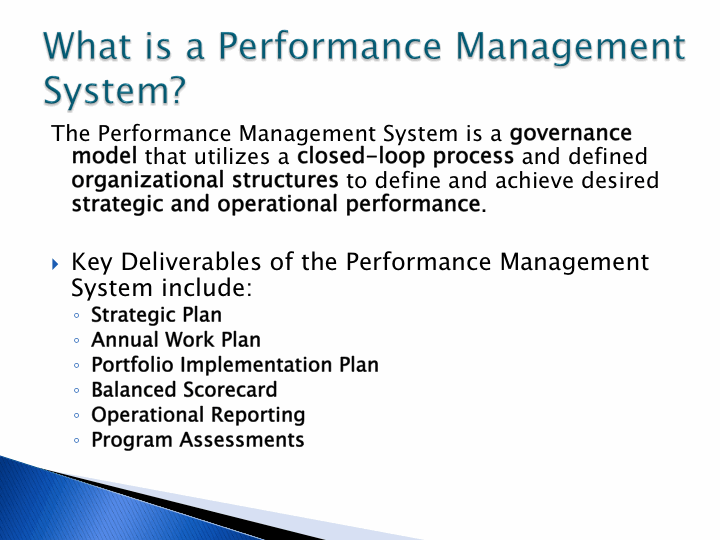 What is a Performance Management
System?
The Performance Management System is a governance
model that utilizes a closed-loop process and defined
organizational structures to define and achieve desired
strategic and operational performance.
Key Deliverables of the Performance Management
System include:
Strategic Plan
Annual Work Plan
Portfolio Implementation Plan
Balanced Scorecard
Operational Reporting
Program Assessments